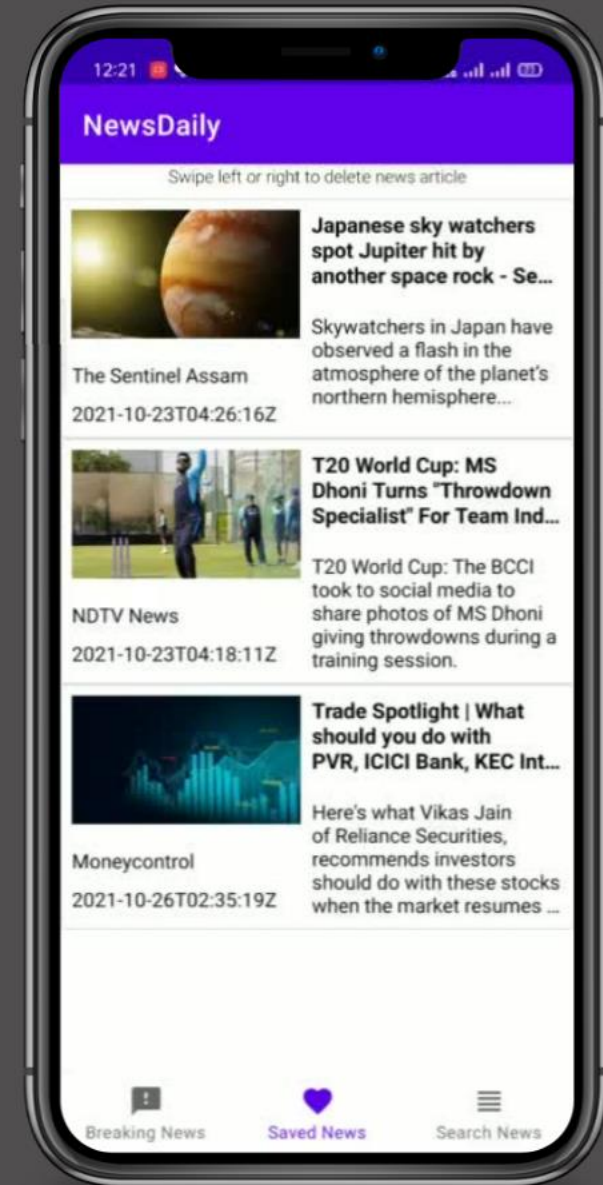 12:21
NewsDaily
Swipe left or right to delete news article
Japanese sky watchers
spot Jupiter hit by
another space rock - Se...
Skywatchers in Japan have
observed a flash in the
atmosphere of the planet's
northern hemisphere...
The Sentinel Assam
2021-10-23T04:26:16Z
T20 World Cup: MS
Dhoni Turns "Throwdown
Specialist" For Team Ind...
T20 World Cup: The BCCI
took to social media to
share photos of MS Dhoni
giving throwdowns during a
training session.
NDTV News
2021-10-23T04:18:11Z
Trade Spotlight | What
should you do with
PVR, ICICI Bank, KEC Int...
Here's what Vikas Jain
of Reliance Securities,
recommends investors
should do with these stocks
when the market resumes ...
Moneycontrol
2021-10-26T02:35:19Z
Breaking News
Saved News
Search News